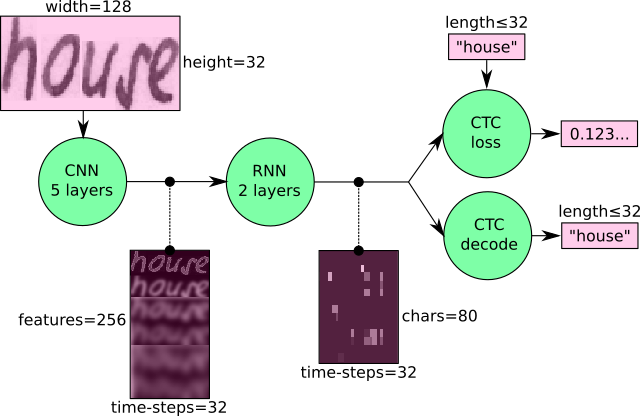 width=128
house
height=32
CNN
5 layers
RNN
2 layers
length≤32
"house"
CTC
loss
0.123...
CTC
decode
length≤32
"house"
house
house
features=256
time-steps=32
chars=80
time-steps=32